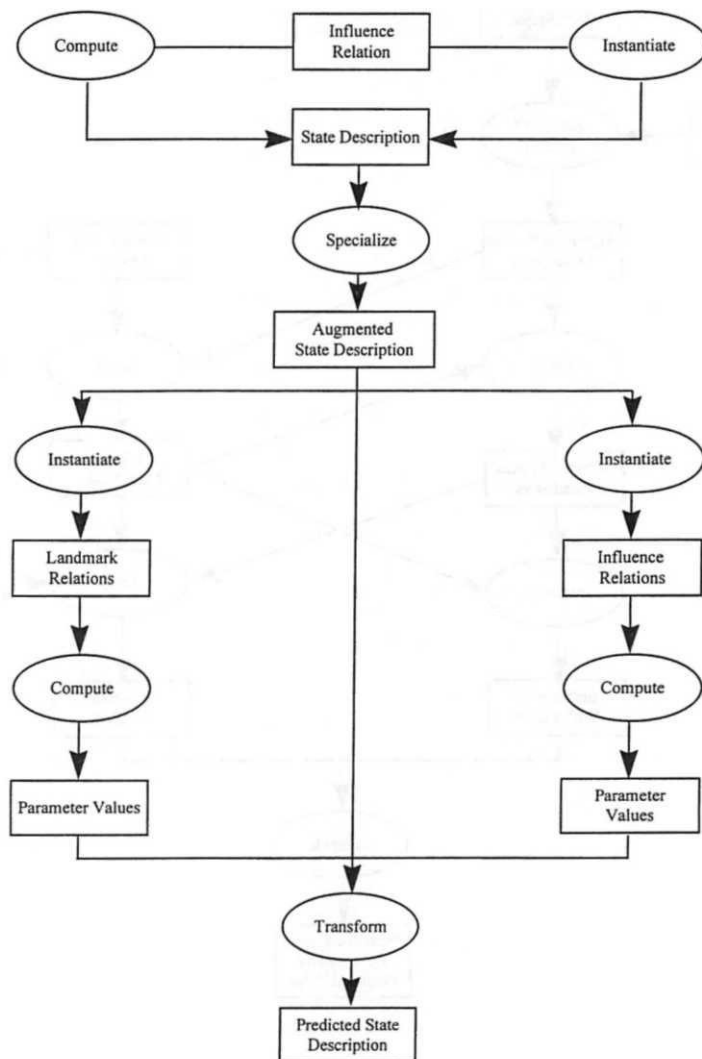 Compute
Influence
Relation
Instantiate
State Description
Specialize
Augmented
State Description
Instantiate
Instantiate
Landmark
Relations
Influence
Relations
Compute
Compute
Parameter Values
Parameter
Values
Transform
Predicted State
Description